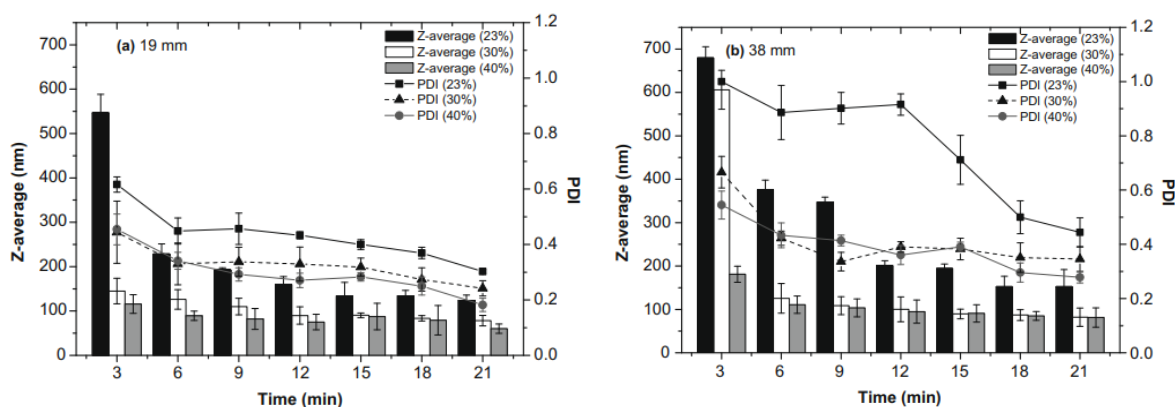 (a) 19 mm
Z-average (23%)
Z-average (30%)
Z-average (40%)
PDI (23%)
PDI (30%)
PDI (40%)
700
600
500
400
300
200
100
0
Z-average (nm)
1.2
1.0
0.8
0.6
0.4
0.2
0.0
PDI
3 6 9 12 15 18 21
Time (min)
(b) 38 mm
Z-average (23%)
Z-average (30%)
Z-average (40%)
PDI (23%)
PDI (30%)
PDI (40%)
700
600
500
400
300
200
100
0
Z-average (nm)
1.2
1.0
0.8
0.6
0.4
0.2
0.0
PDI
3 6 9 12 15 18 21
Time (min)